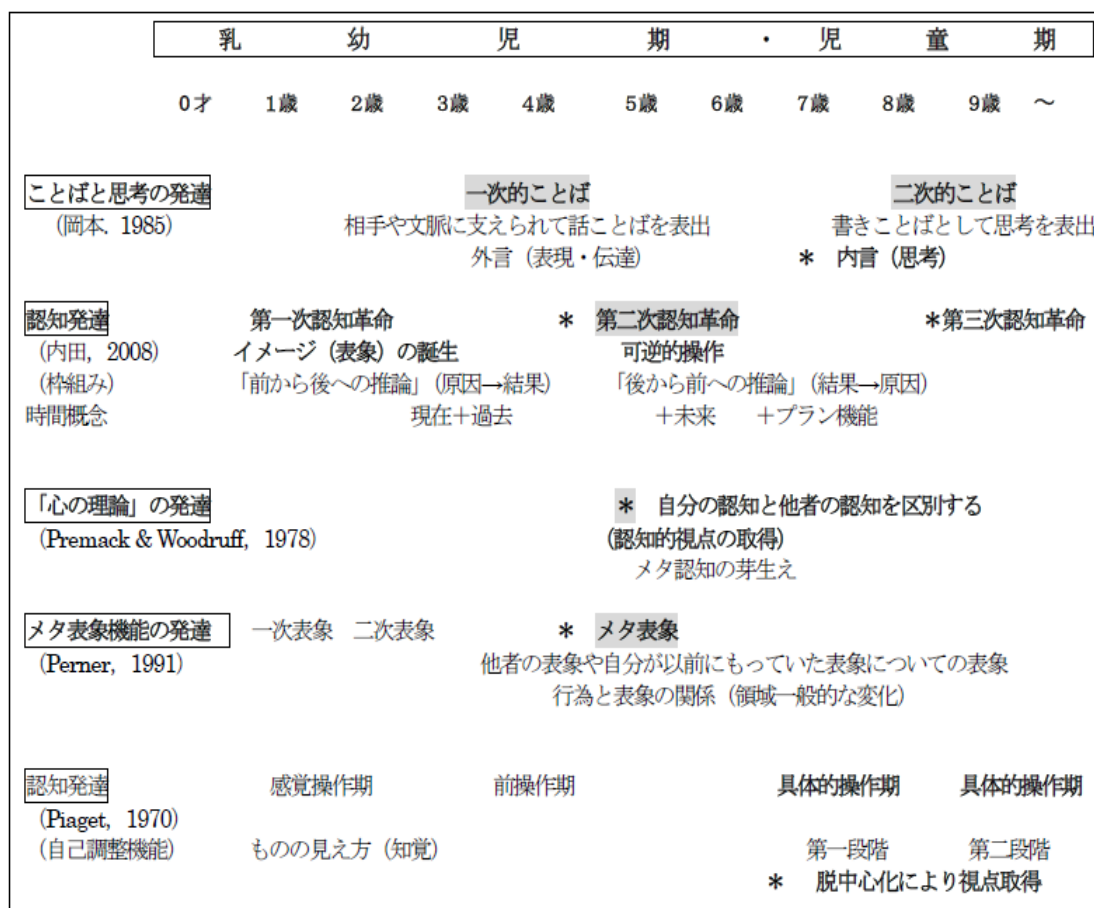 乳幼児期・児童期
0才 1歳 2歳 3歳 4歳 5歳 6歳 7歳 8歳 9歳 ～
ことばと思考の発達 一次的ことば 二次的ことば
(岡本, 1985) 相手や文脈に支えられて話ことばを表出 書きことばとして思考を表出
外言（表現・伝達） * 内言（思考）
認知発達 第一次認知革命 * 第二次認知革命 *第三次認知革命
(内田, 2008) イメージ（表象）の誕生 可逆的操作
(枠組み) 「前から後への推論」（原因→結果） 「後から前への推論」（結果→原因）
時間概念 現在＋過去 ＋未来 ＋プラン機能
「心の理論」の発達 * 自分の認知と他者の認知を区別する
(Premack & Woodruff, 1978) (認知的視点の取得)
メタ認知の芽生え
メタ表象機能の発達 一次表象 二次表象 * メタ表象
(Perner, 1991) 他者の表象や自分が以前にもっていた表象についての表象
行為と表象の関係（領域一般的な変化）
認知発達 感覚操作期 前操作期 具体的操作期 具体的操作期
(Piaget, 1970)
(自己調整機能) ものの見え方（知覚） 第一段階 第二段階
* 脱中心化により視点取得